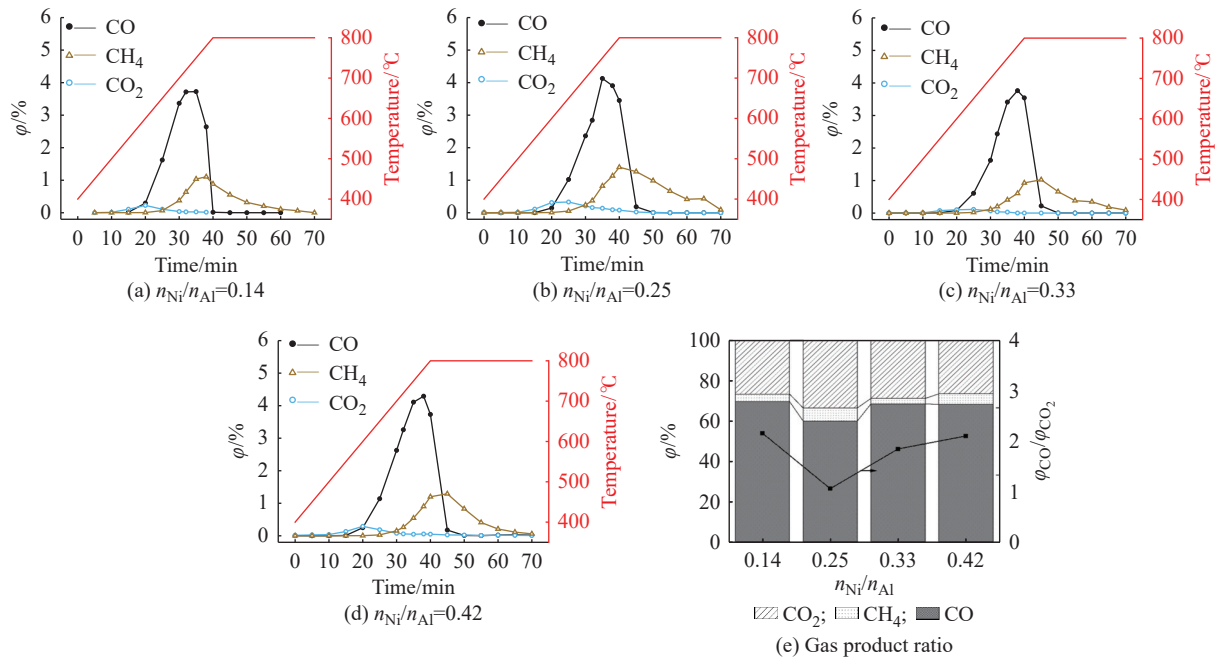 6
5
4
3
2
1
0
φ/%
CO
CH₄
CO₂
800
700
600
500
400
Temperature/℃
0 10 20 30 40 50 60 70
Time/min
(a) nNi/nAl=0.14
6
5
4
3
2
1
0
φ/%
CO
CH₄
CO₂
800
700
600
500
400
Temperature/℃
0 10 20 30 40 50 60 70
Time/min
(b) nNi/nAl=0.25
6
5
4
3
2
1
0
φ/%
CO
CH₄
CO₂
800
700
600
500
400
Temperature/℃
0 10 20 30 40 50 60 70
Time/min
(c) nNi/nAl=0.33
6
5
4
3
2
1
0
φ/%
CO
CH₄
CO₂
800
700
600
500
400
Temperature/℃
0 10 20 30 40 50 60 70
Time/min
(d) nNi/nAl=0.42
100
80
60
40
20
0
φ/%
4
3
2
1
0
φCO/φCO₂
0.14 0.25 0.33 0.42
nNi/nAl
CO₂; CH₄; CO
(e) Gas product ratio